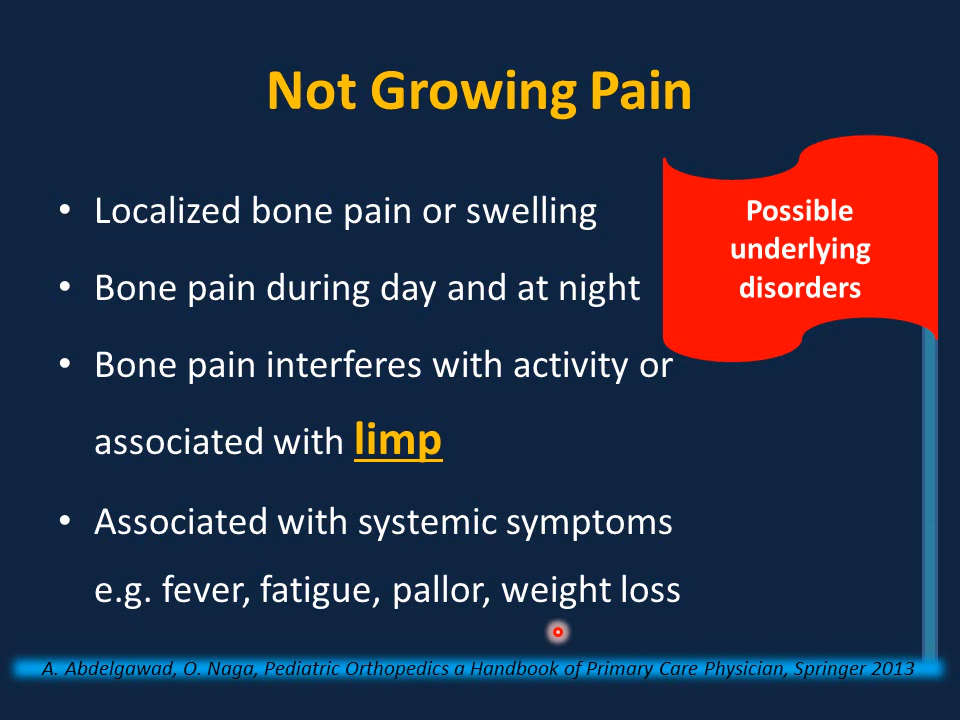 Not Growing Pain
• Localized bone pain or swelling
• Bone pain during day and at night
• Bone pain interferes with activity or
associated with limp
• Associated with systemic symptoms
e.g. fever, fatigue, pallor, weight loss
Possible
underlying
disorders
A. Abdelgawad, O. Naga, Pediatric Orthopedics a Handbook of Primary Care Physician, Springer 2013